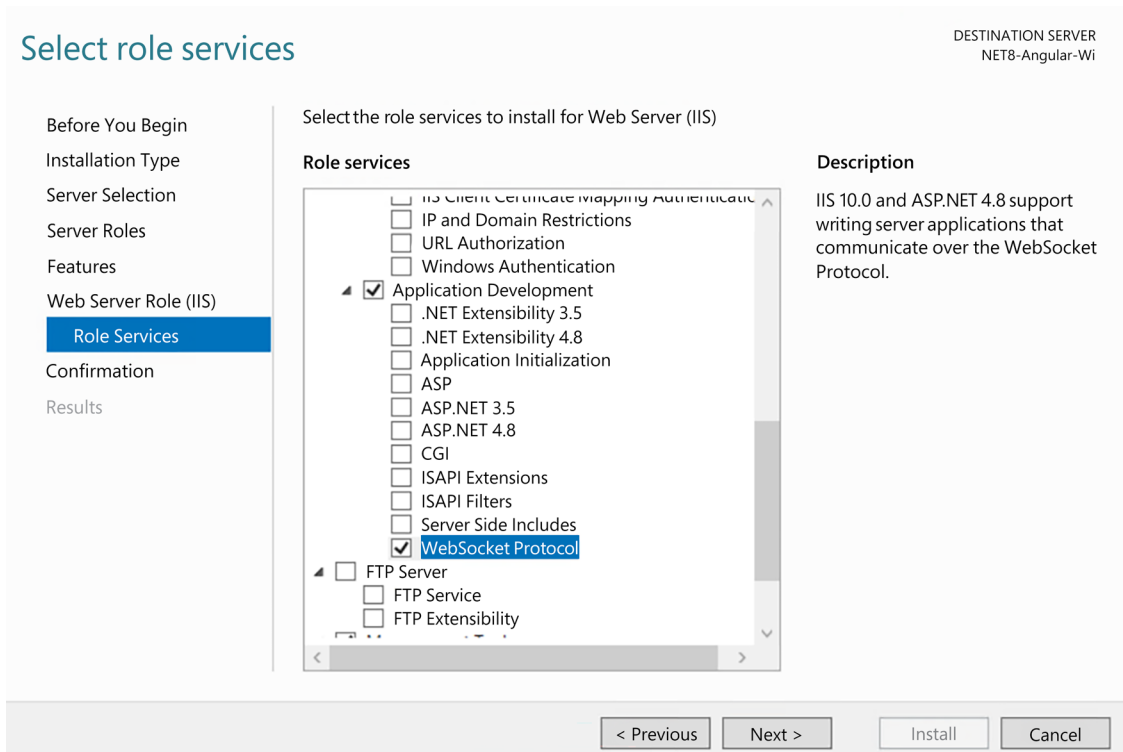 Select role services
DESTINATION SERVER
NET8-Angular-Wi
Before You Begin
Installation Type
Server Selection
Server Roles
Features
Web Server Role (IIS)
Role Services
Confirmation
Results
Select the role services to install for Web Server (IIS)
Role services
IIS Client Certificate Mapping Authenticatic
IP and Domain Restrictions
URL Authorization
Windows Authentication
Application Development
.NET Extensibility 3.5
.NET Extensibility 4.8
Application Initialization
ASP
ASP.NET 3.5
ASP.NET 4.8
CGI
ISAPI Extensions
ISAPI Filters
Server Side Includes
WebSocket Protocol
FTP Server
FTP Service
FTP Extensibility
Description
IIS 10.0 and ASP.NET 4.8 support
writing server applications that
communicate over the WebSocket
Protocol.
< Previous
Next >
Install
Cancel